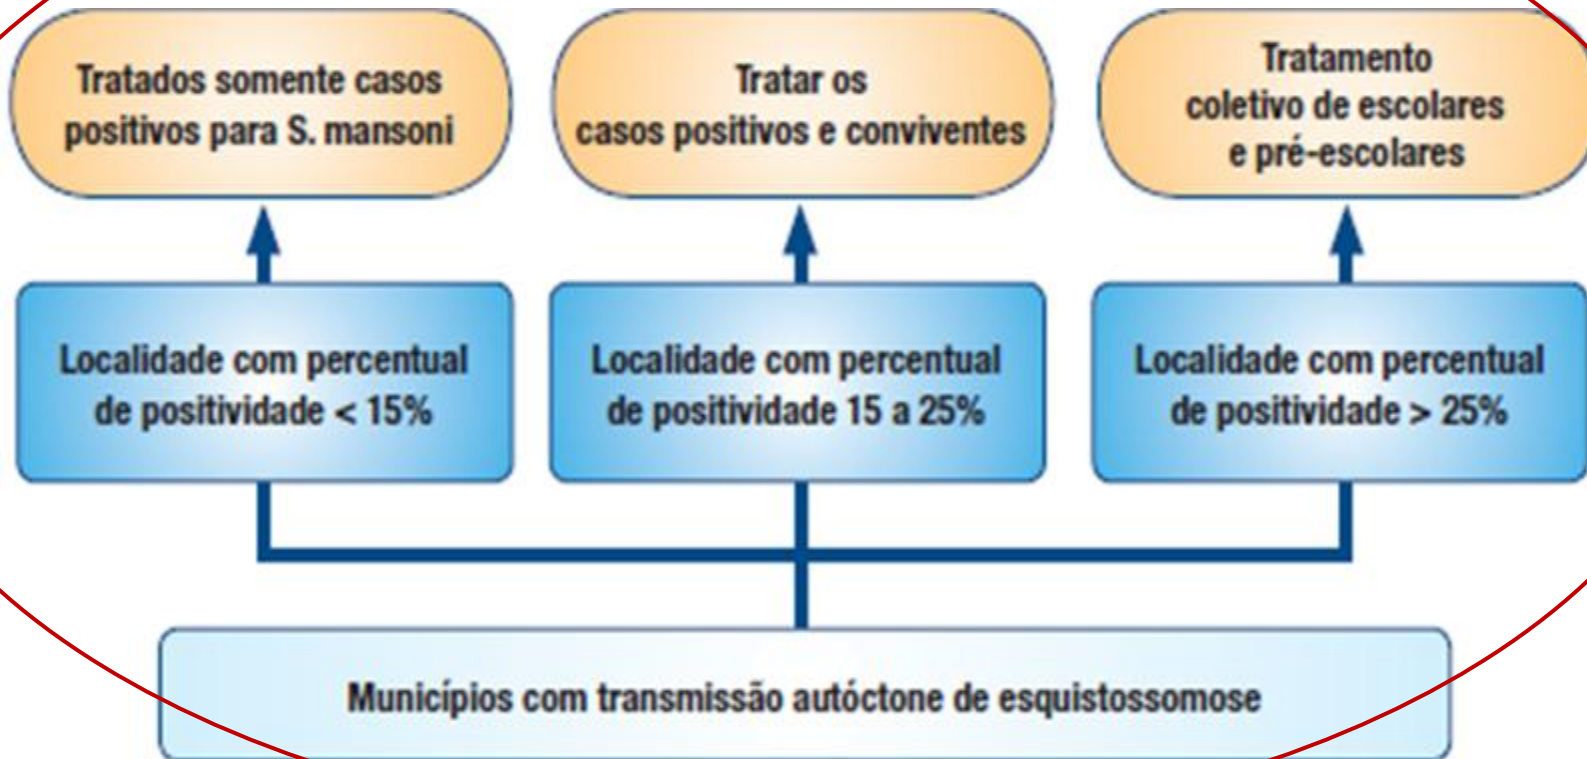 Tratados somente casos
positivos para S. mansoni
Tratar os
casos positivos e conviventes
Tratamento
coletivo de escolares
e pré-escolares
Localidade com percentual
de positividade < 15%
Localidade com percentual
de positividade 15 a 25%
Localidade com percentual
de positividade > 25%
Municípios com transmissão autóctone de esquistossomose